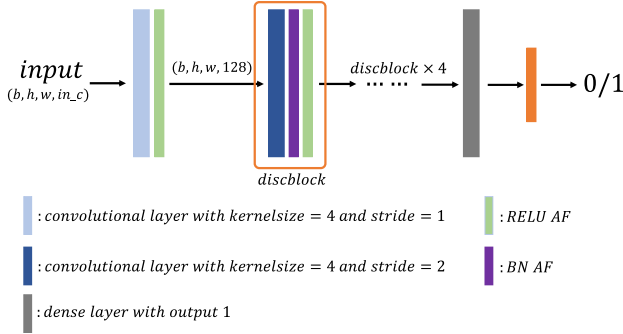 input
(b, h, w, in_c)
(b, h, w, 128)
discblock
discblock × 4
... ...
0/1
: convolutional layer with kernelsize = 4 and stride = 1
: RELU AF
: convolutional layer with kernelsize = 4 and stride = 2
: BN AF
: dense layer with output 1